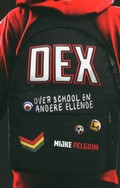 DEX
OVER SCHOOL EN
ANDERE ELLENDE
MIJKE PELGRIM